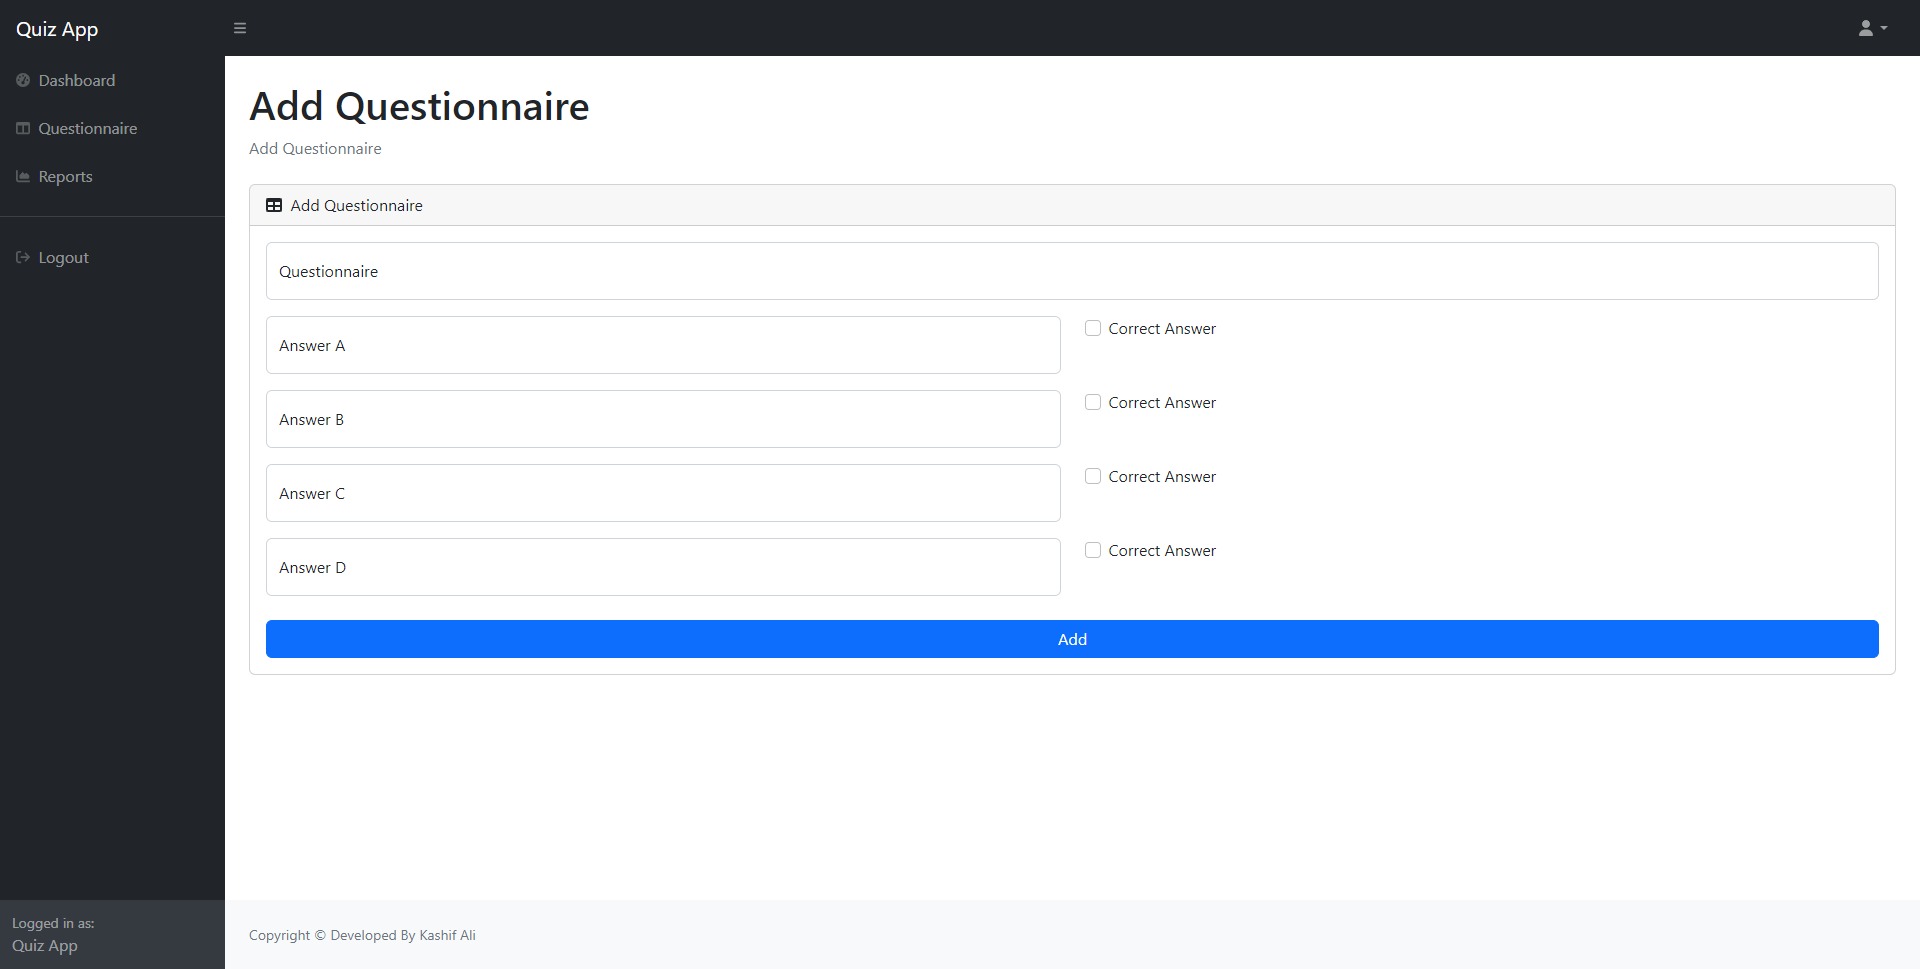 Quiz App
Dashboard
Questionnaire
Reports
Logout
Add Questionnaire
Add Questionnaire
Add Questionnaire
Questionnaire
Answer A
Correct Answer
Answer B
Correct Answer
Answer C
Correct Answer
Answer D
Correct Answer
Add
Logged in as:
Quiz App
Copyright © Developed By Kashif Ali